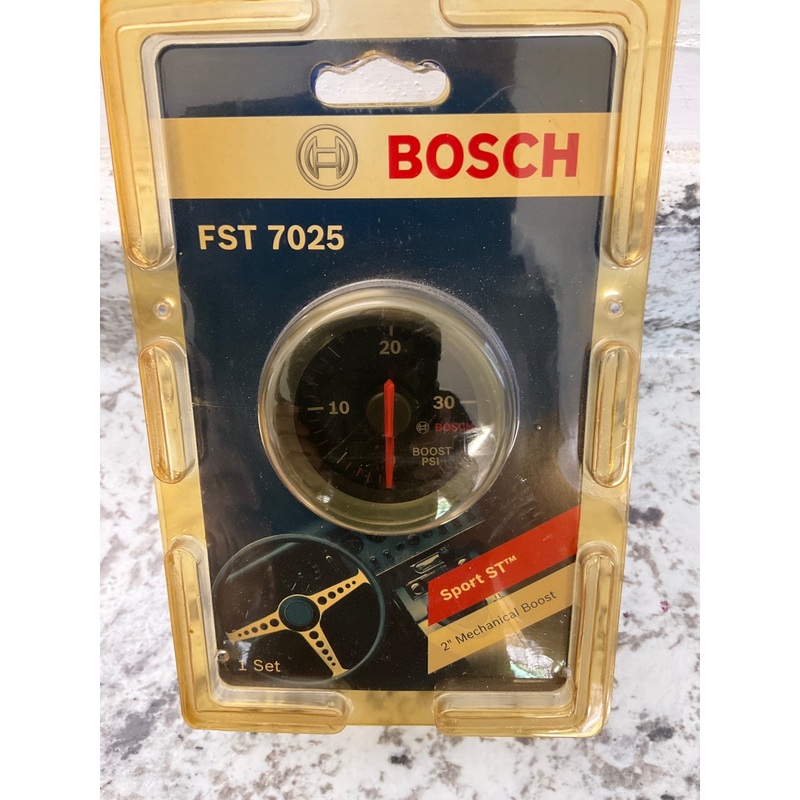 BOSCH
FST 7025
20
10
30
BOSCH
BOOST
PSI
Sport ST™
2" Mechanical Boost
1 Set